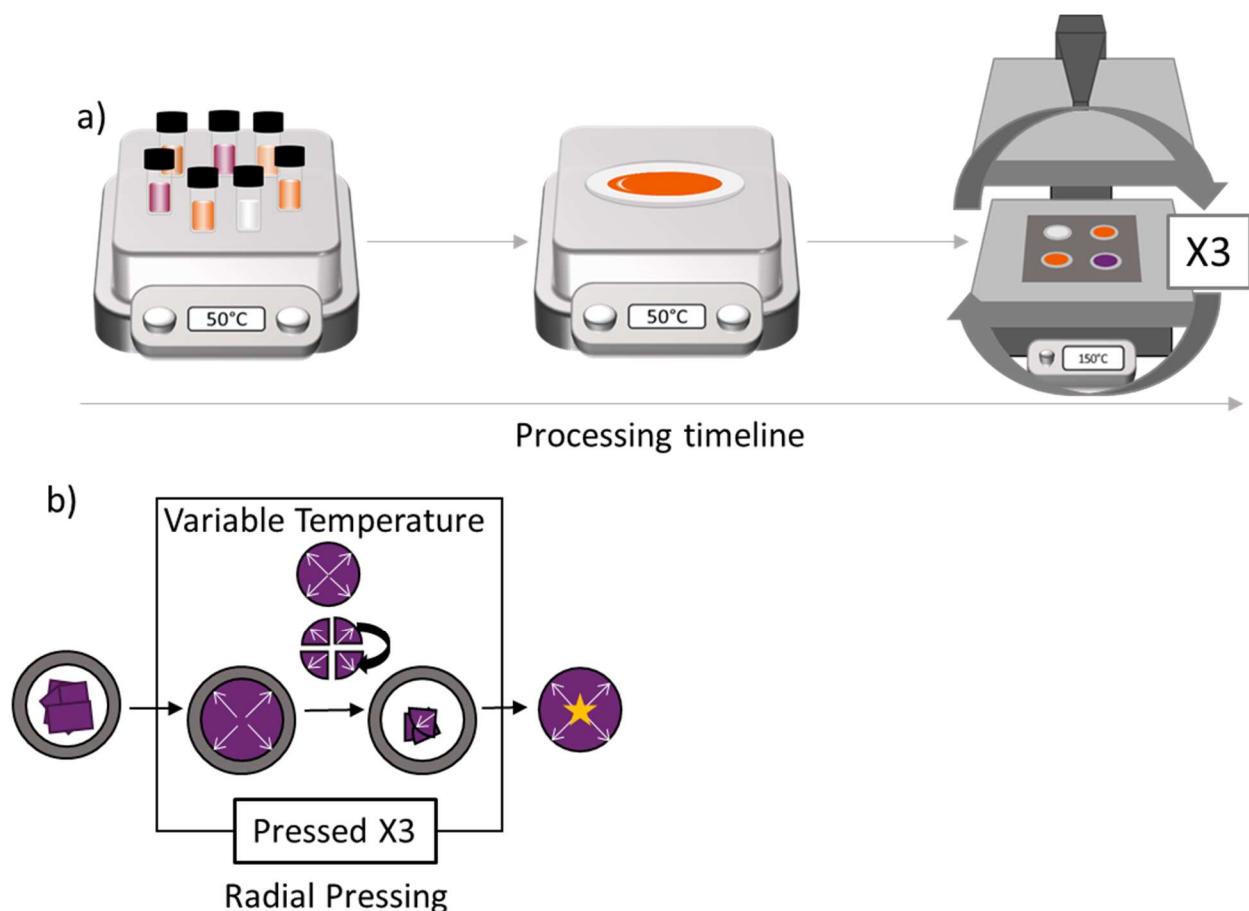 a)
50°C
50°C
X3
150°C
Processing timeline
b)
Variable Temperature
Pressed X3
Radial Pressing